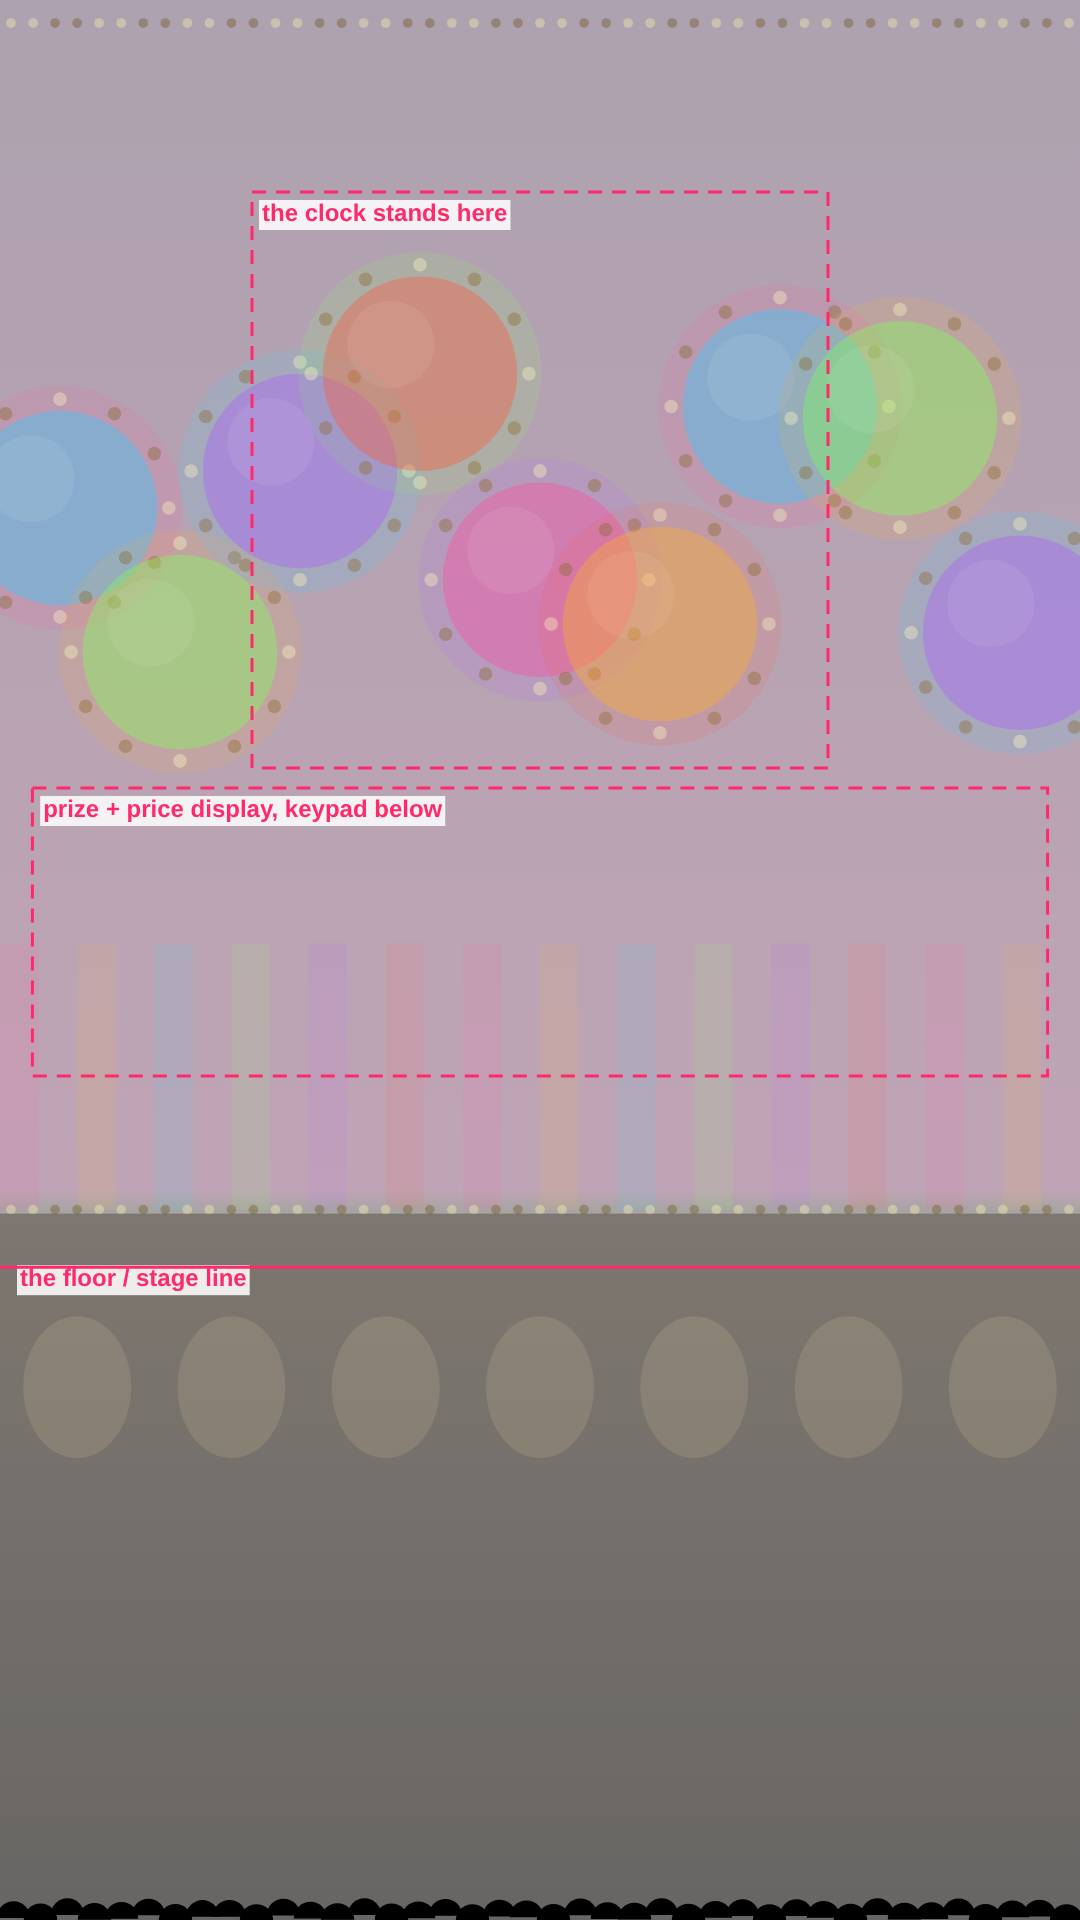 the clock stands here
prize + price display, keypad below
the floor / stage line